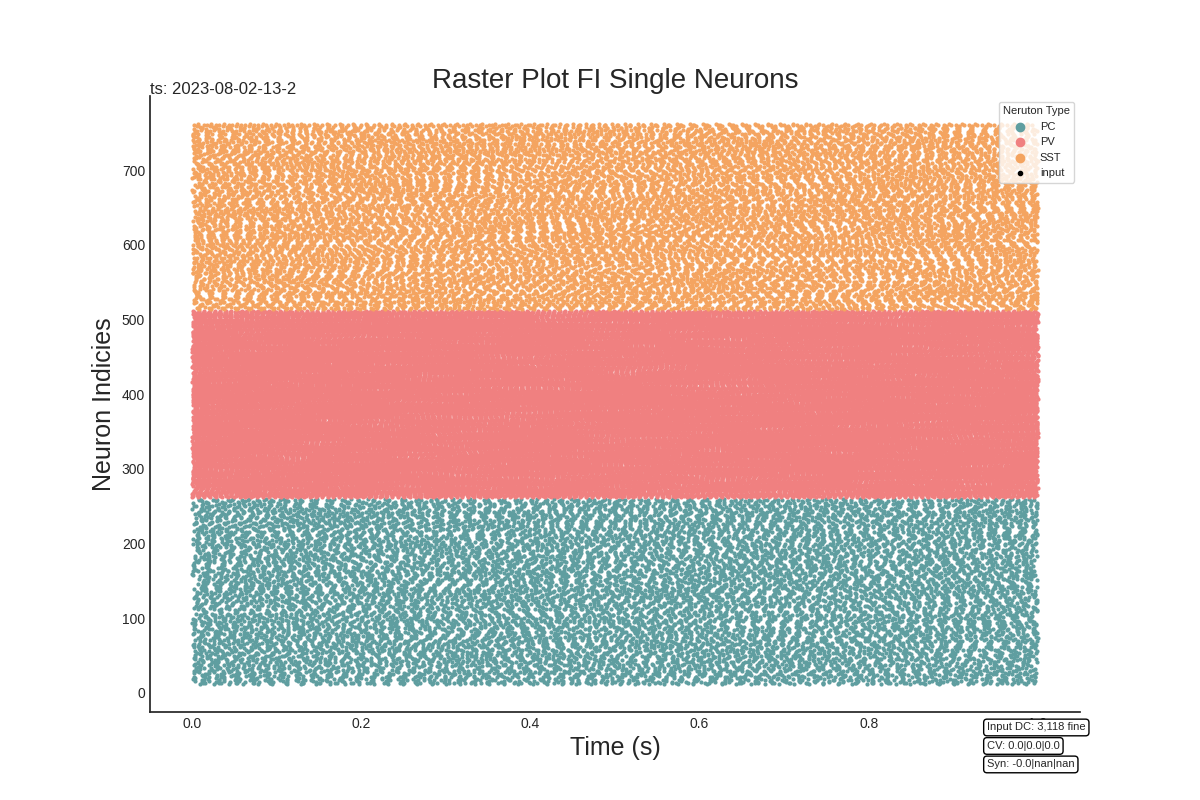 Raster Plot FI Single Neurons
ts: 2023-08-02-13-2
Neruton Type
PC
PV
SST
input
Neuron Indicies
700
600
500
400
300
200
100
0
0.0
0.2
0.4
0.6
0.8
Time (s)
Input DC: 3,118 fine
CV: 0.0|0.0|0.0
Syn: -0.0|nan|nan